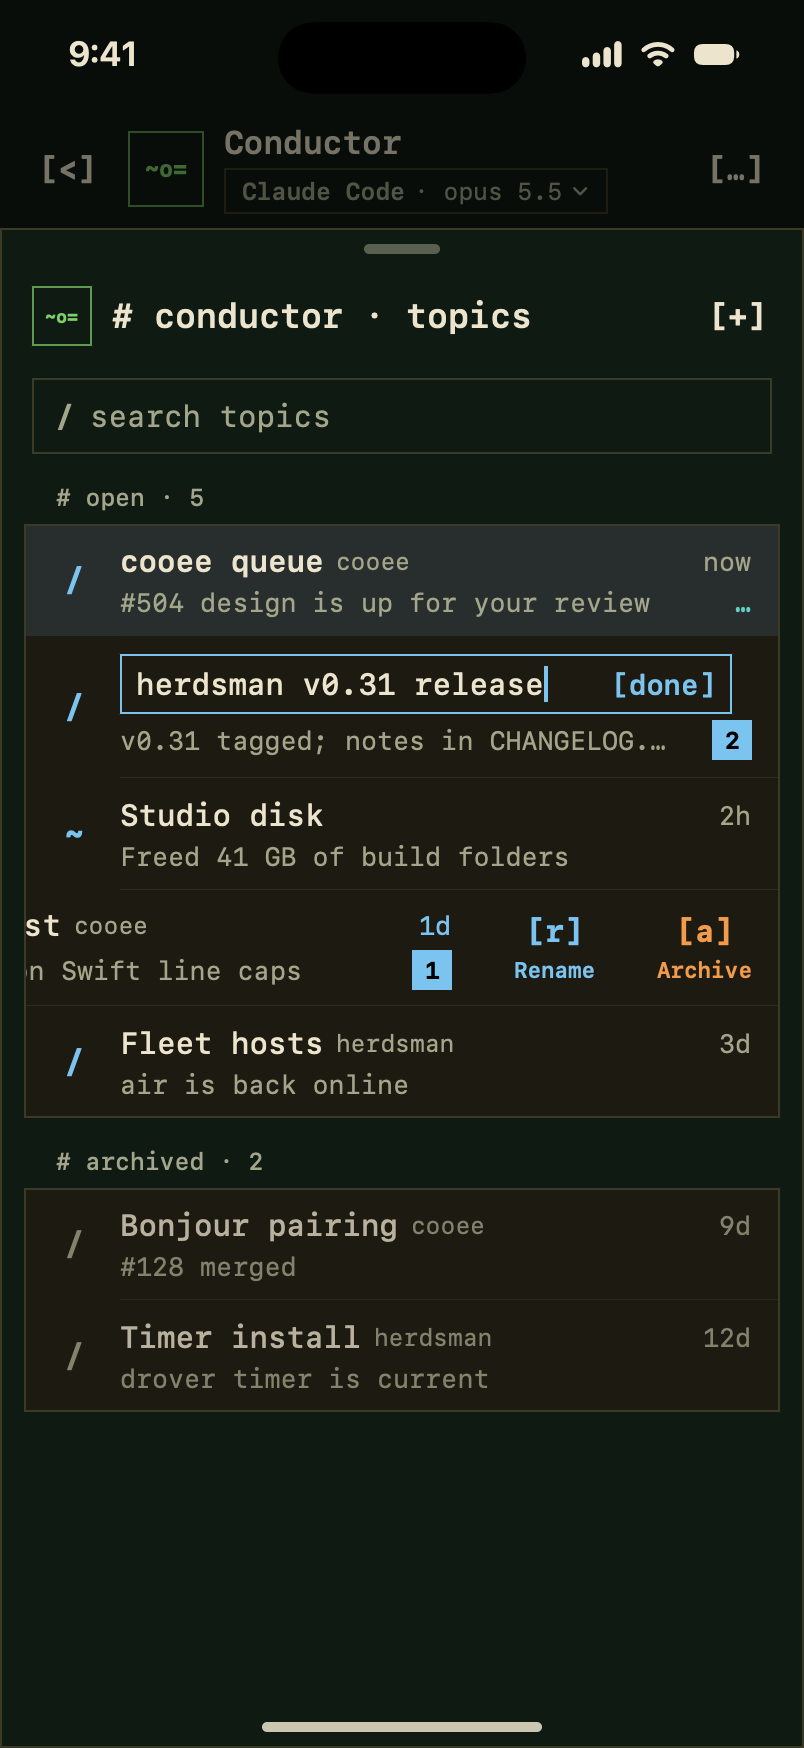 9:41
[<] ~o= Conductor […]
Claude Code · opus 5.5
~o= # conductor · topics [+]
/ search topics
# open · 5
/ cooee queue cooee now
#504 design is up for your review …
/ herdsman v0.31 release [done]
v0.31 tagged; notes in CHANGELOG.… 2
~ Studio disk 2h
Freed 41 GB of build folders
st cooee 1d [r] [a]
n Swift line caps 1 Rename Archive
/ Fleet hosts herdsman 3d
air is back online
# archived · 2
/ Bonjour pairing cooee 9d
#128 merged
/ Timer install herdsman 12d
drover timer is current